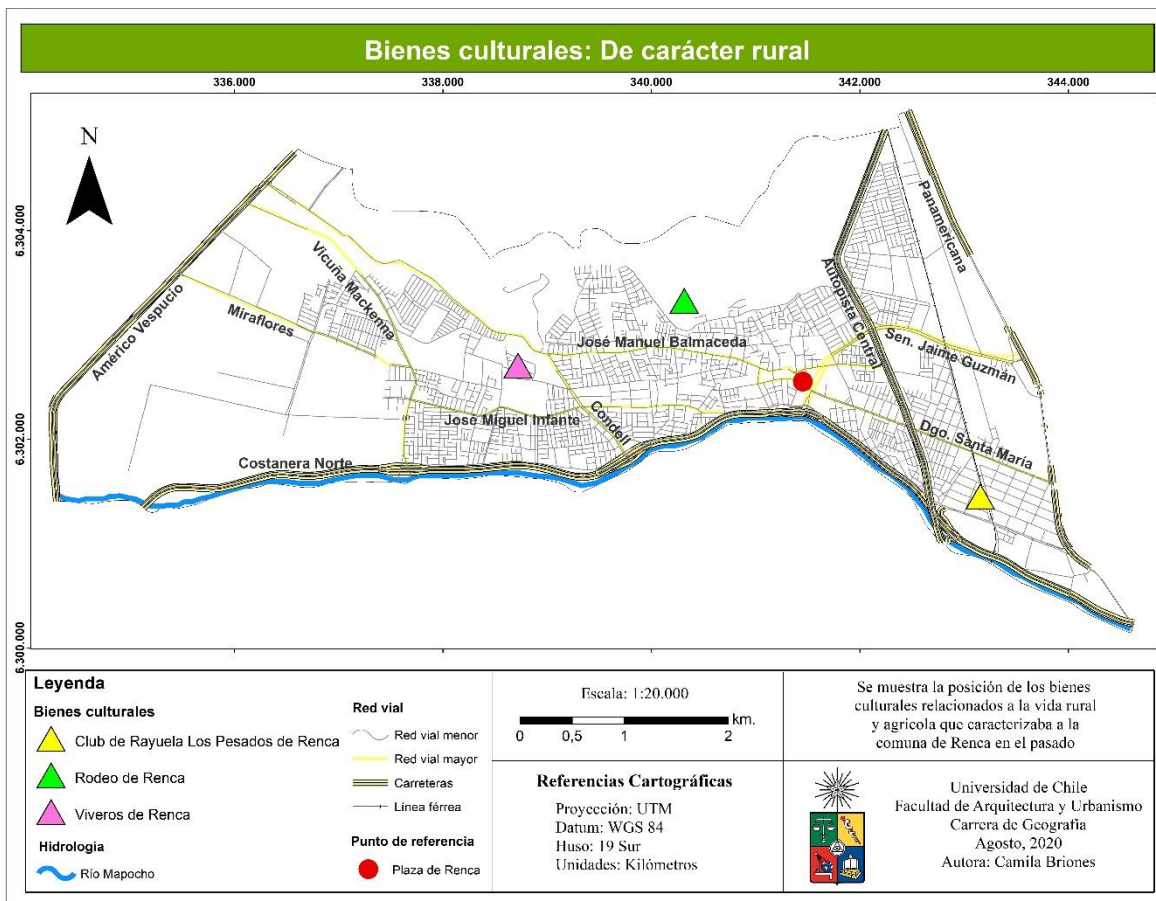 Bienes culturales: De carácter rural
336.000
338.000
340.000
342.000
344.000
N
6.304.000
6.302.000
6.300.000
Panamericana
Vicuña Mackenna
Américo Vespucio
Miraflores
Autopista Central
José Manuel Balmaceda
Sen. Jaime Guzmán
José Miguel Infante
Condell
Dgo. Santa María
Costanera Norte
Leyenda
Bienes culturales
Club de Rayuela Los Pesados de Renca
Rodeo de Renca
Viveros de Renca
Hidrología
Río Mapocho
Red vial
Red vial menor
Red vial mayor
Carreteras
Línea férrea
Punto de referencia
Plaza de Renca
Escala: 1:20.000
km.
0 0,5 1 2
Referencias Cartográficas
Proyección: UTM
Datum: WGS 84
Huso: 19 Sur
Unidades: Kilómetros
Se muestra la posición de los bienes
culturales relacionados a la vida rural
y agrícola que caracterizaba a la
comuna de Renca en el pasado
Universidad de Chile
Facultad de Arquitectura y Urbanismo
Carrera de Geografía
Agosto, 2020
Autora: Camila Briones